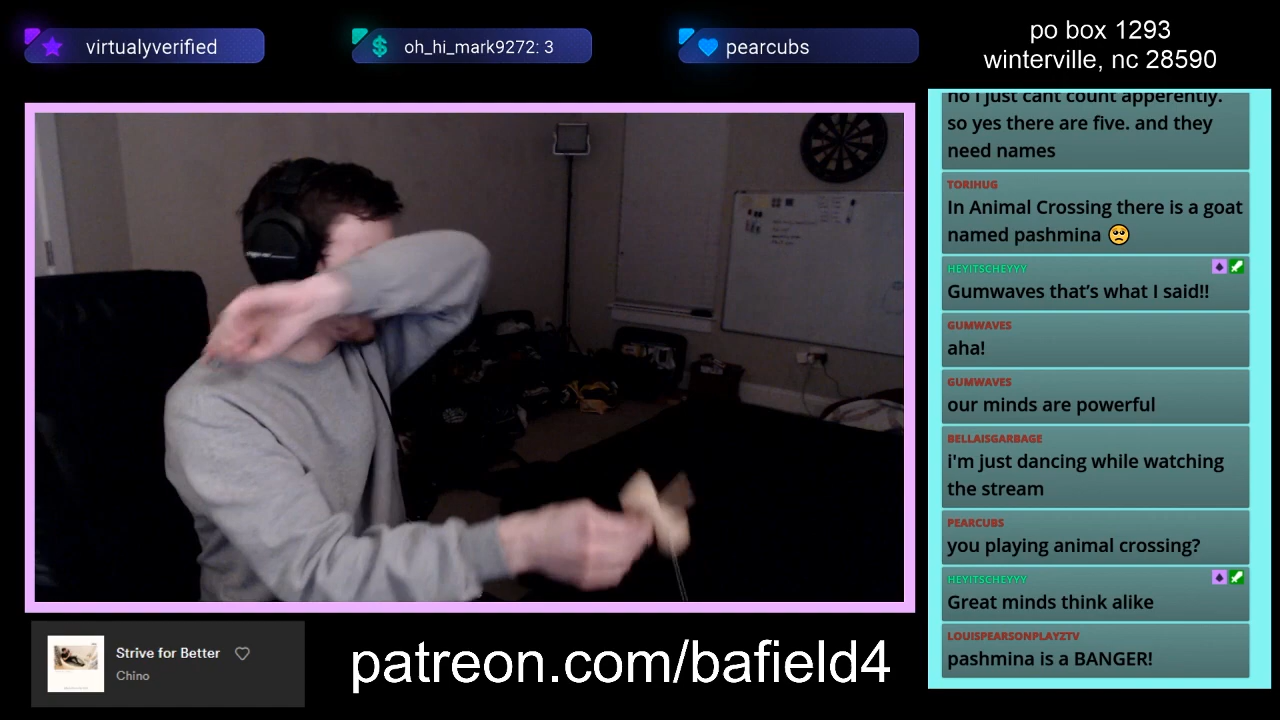 virtualyverified
oh_hi_mark9272: 3
pearcubs
po box 1293
winterville, nc 28590
no i just cant count apperently.
so yes there are five. and they
need names
TORIHUG
In Animal Crossing there is a goat
named pashmina 🥺
HEYITSCHEYYY
Gumwaves that’s what I said!!
GUMWAVES
aha!
GUMWAVES
our minds are powerful
BELLAISGARBAGE
i'm just dancing while watching
the stream
PEARCUBS
you playing animal crossing?
HEYITSCHEYYY
Great minds think alike
LOUISPEARSONPLAYZTV
pashmina is a BANGER!
Strive for Better
Chino
patreon.com/bafield4